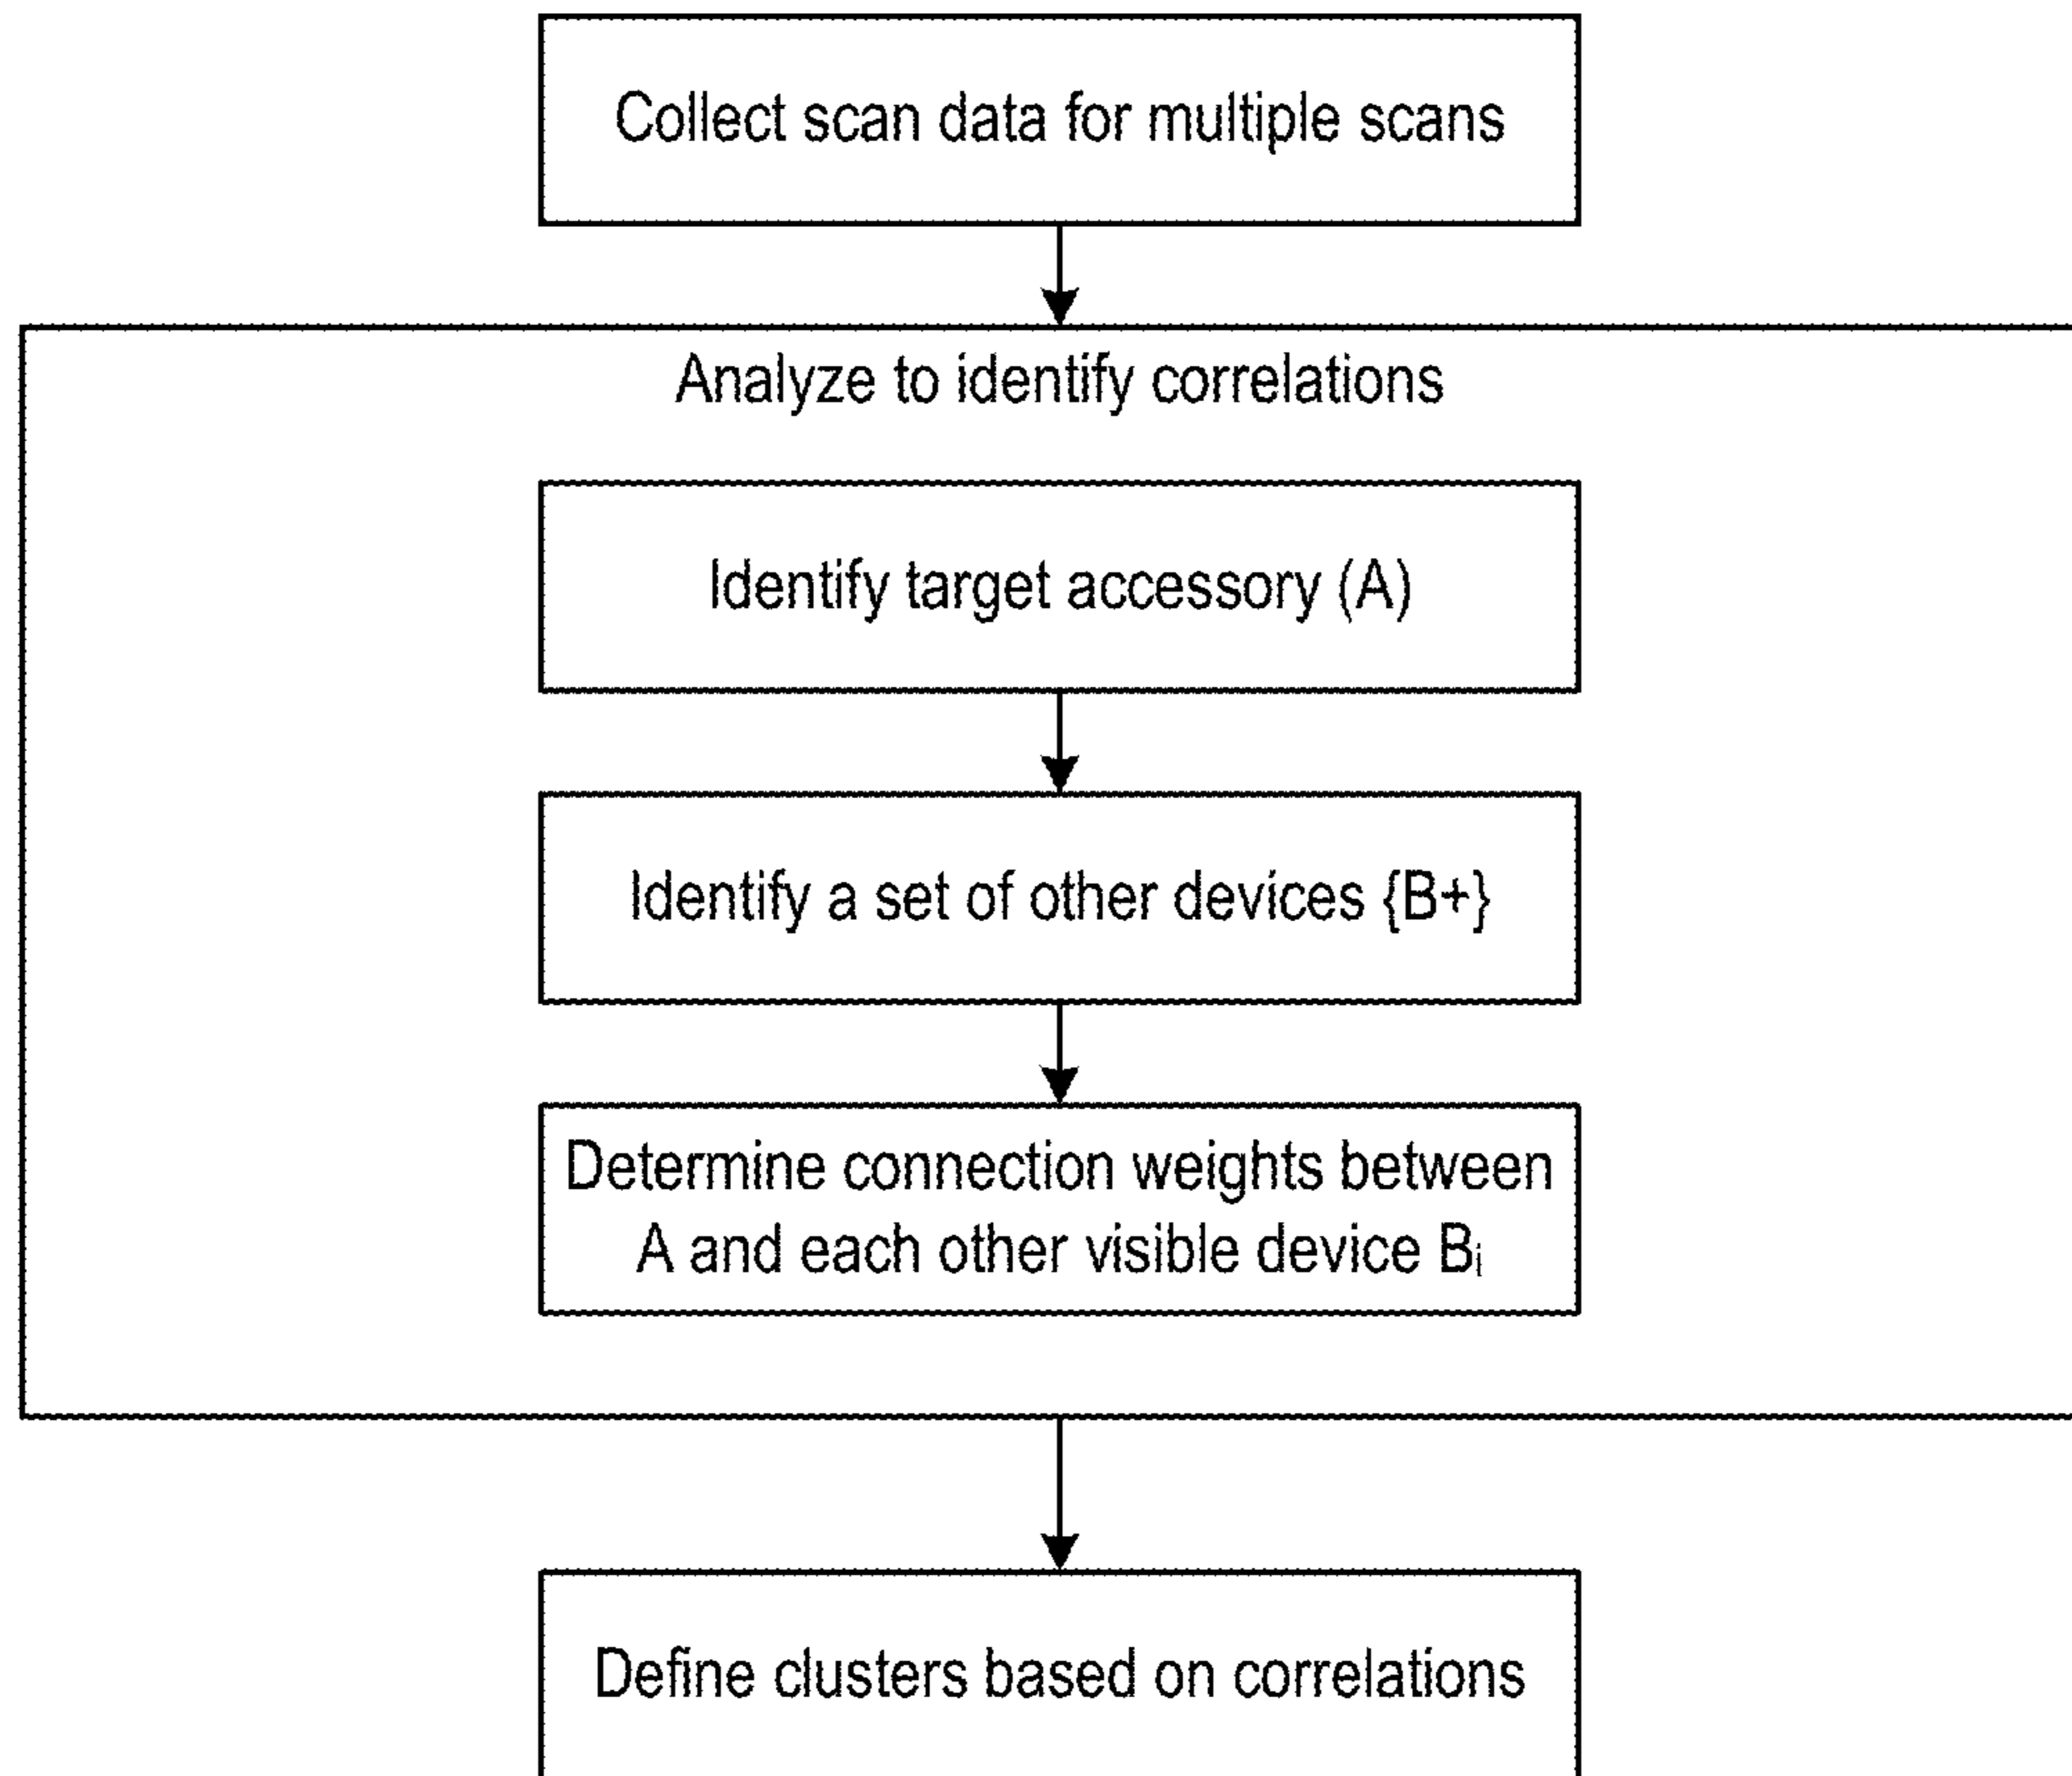 Collect scan data for multiple scans
Analyze to identify correlations
Identify target accessory (A)
Identify a set of other devices {B+}
Determine connection weights between
A and each other visible device Bᵢ
Define clusters based on correlations